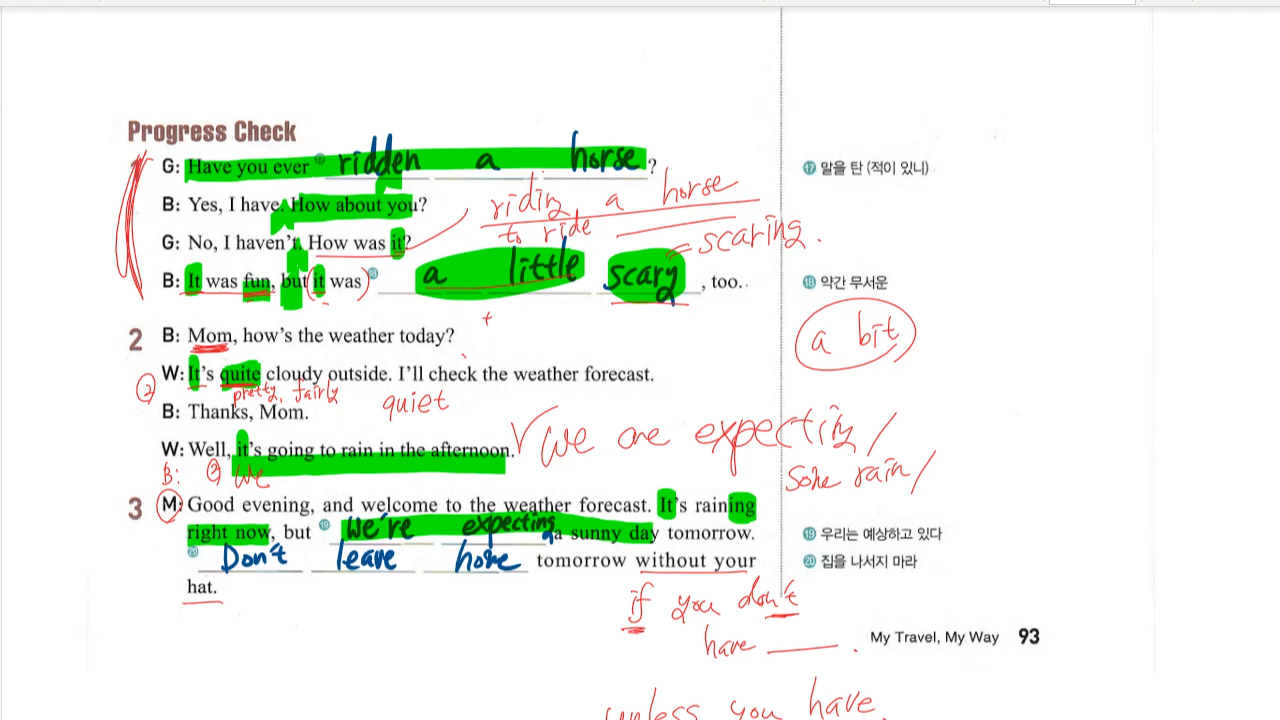 Progress Check
G: Have you ever ⑰ ridden a horse?
⑰ 말을 탄 (적이 있니)
B: Yes, I have. How about you?
riding a horse
to ride
G: No, I haven't. How was it?
= scaring.
B: It was fun, but (it was) ⑱ a little scary, too.
⑱ 약간 무서운
a bit
2 B: Mom, how's the weather today?
W: It's quite cloudy outside. I'll check the weather forecast.
② pretty, fairly
quiet
B: Thanks, Mom.
W: Well, it's going to rain in the afternoon.
We are expecting
some rain
B: ② We
3 M: Good evening, and welcome to the weather forecast. It's raining
right now, but ⑲ we're expecting a sunny day tomorrow.
⑲ 우리는 예상하고 있다
⑳ Don't leave home tomorrow without your
⑳ 집을 나서지 마라
hat.
if you don't
have
My Travel, My Way 93
unless you have